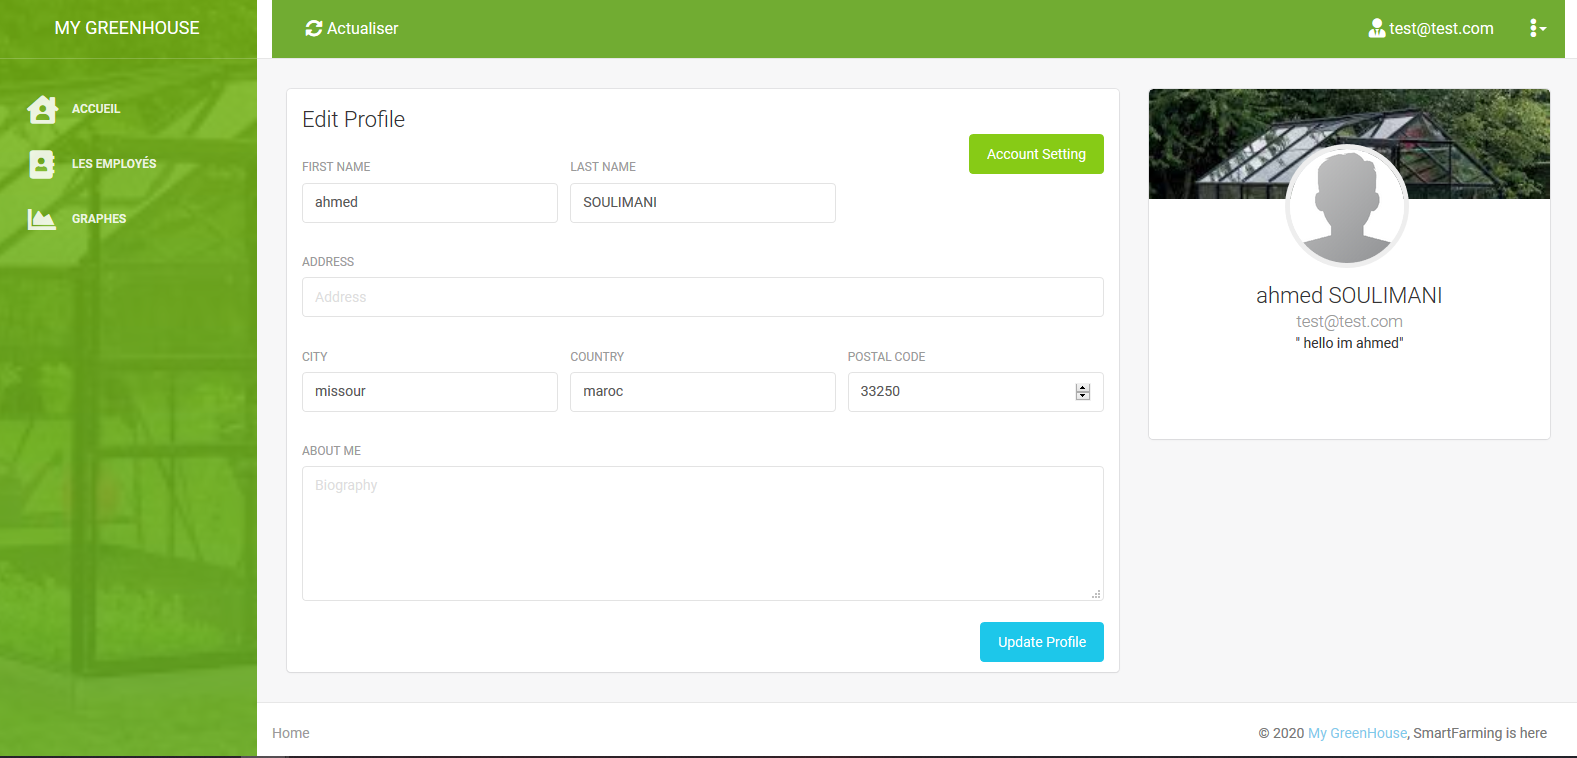 MY GREENHOUSE
Actualiser
test@test.com
ACCUEIL
LES EMPLOYÉS
GRAPHES
Edit Profile
Account Setting
FIRST NAME
LAST NAME
ahmed
SOULIMANI
ADDRESS
Address
CITY
COUNTRY
POSTAL CODE
missour
maroc
33250
ABOUT ME
Biography
Update Profile
ahmed SOULIMANI
test@test.com
" hello im ahmed"
Home
© 2020 My GreenHouse, SmartFarming is here